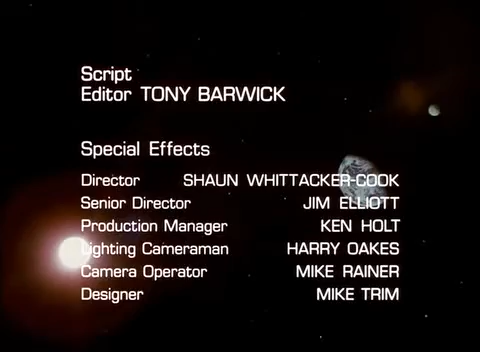 Script
Editor TONY BARWICK
Special Effects
Director SHAUN WHITTACKER-COOK
Senior Director JIM ELLIOTT
Production Manager KEN HOLT
Lighting Cameraman HARRY OAKES
Camera Operator MIKE RAINER
Designer MIKE TRIM